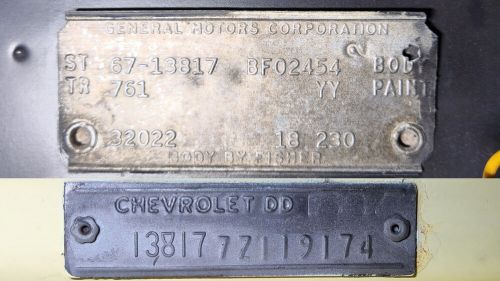 GENERAL MOTORS CORPORATION
ST 67-13817 BF02454 BODY
TR 761 YY PAINT
32022 18 230
BODY BY FISHER
CHEVROLET DD
138177Z119174